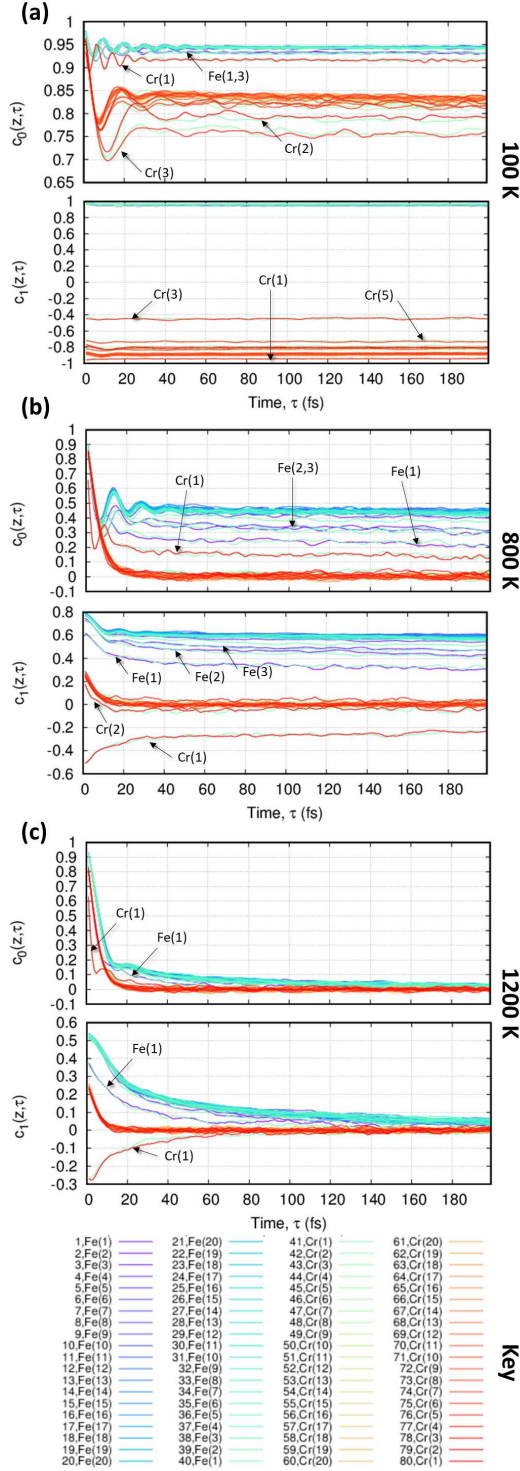 (a)
0.95
0.9
0.85
0.8
0.75
0.7
0.65
c0(z,τ)
Cr(1)
Fe(1,3)
Cr(2)
Cr(3)
100 K
1
0.8
0.6
0.4
0.2
0
-0.2
-0.4
-0.6
-0.8
-1
c1(z,τ)
Cr(3)
Cr(1)
Cr(5)
0 20 40 60 80 100 120 140 160 180
Time, τ (fs)
(b)
1
0.9
0.8
0.7
0.6
0.5
0.4
0.3
0.2
0.1
0
-0.1
c0(z,τ)
Cr(1)
Fe(2,3)
Fe(1)
800 K
0.8
0.6
0.4
0.2
0
-0.2
-0.4
-0.6
c1(z,τ)
Fe(1)
Fe(2)
Fe(3)
Cr(2)
Cr(1)
0 20 40 60 80 100 120 140 160 180
Time, τ (fs)
(c)
1
0.9
0.8
0.7
0.6
0.5
0.4
0.3
0.2
0.1
0
-0.1
c0(z,τ)
Cr(1)
Fe(1)
1200 K
0.6
0.5
0.4
0.3
0.2
0.1
0
-0.1
-0.2
-0.3
c1(z,τ)
Fe(1)
Cr(1)
0 20 40 60 80 100 120 140 160 180
Time, τ (fs)
1,Fe(1) 21,Fe(20) 41,Cr(1) 61,Cr(20)
2,Fe(2) 22,Fe(19) 42,Cr(2) 62,Cr(19)
3,Fe(3) 23,Fe(18) 43,Cr(3) 63,Cr(18)
4,Fe(4) 24,Fe(17) 44,Cr(4) 64,Cr(17)
5,Fe(5) 25,Fe(16) 45,Cr(5) 65,Cr(16)
6,Fe(6) 26,Fe(15) 46,Cr(6) 66,Cr(15)
7,Fe(7) 27,Fe(14) 47,Cr(7) 67,Cr(14)
8,Fe(8) 28,Fe(13) 48,Cr(8) 68,Cr(13)
9,Fe(9) 29,Fe(12) 49,Cr(9) 69,Cr(12)
10,Fe(10) 30,Fe(11) 50,Cr(10) 70,Cr(11)
11,Fe(11) 31,Fe(10) 51,Cr(11) 71,Cr(10)
12,Fe(12) 32,Fe(9) 52,Cr(12) 72,Cr(9)
13,Fe(13) 33,Fe(8) 53,Cr(13) 73,Cr(8)
14,Fe(14) 34,Fe(7) 54,Cr(14) 74,Cr(7)
15,Fe(15) 35,Fe(6) 55,Cr(15) 75,Cr(6)
16,Fe(16) 36,Fe(5) 56,Cr(16) 76,Cr(5)
17,Fe(17) 37,Fe(4) 57,Cr(17) 77,Cr(4)
18,Fe(18) 38,Fe(3) 58,Cr(18) 78,Cr(3)
19,Fe(19) 39,Fe(2) 59,Cr(19) 79,Cr(2)
20,Fe(20) 40,Fe(1) 60,Cr(20) 80,Cr(1)
Key